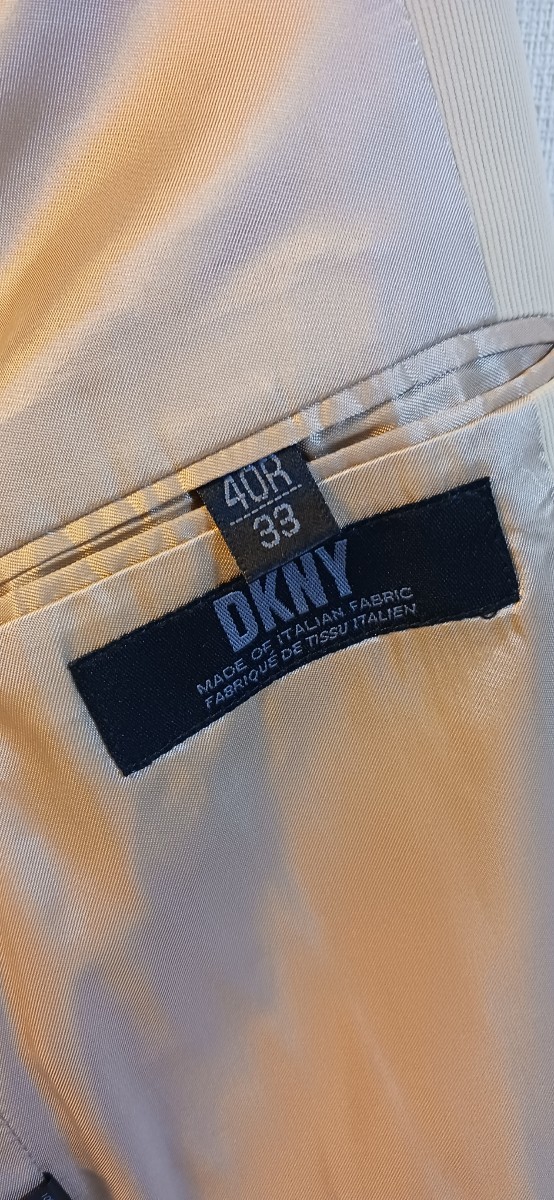 40R
33
DKNY
MADE OF ITALIAN FABRIC
FABRIQUÉ DE TISSU ITALIEN